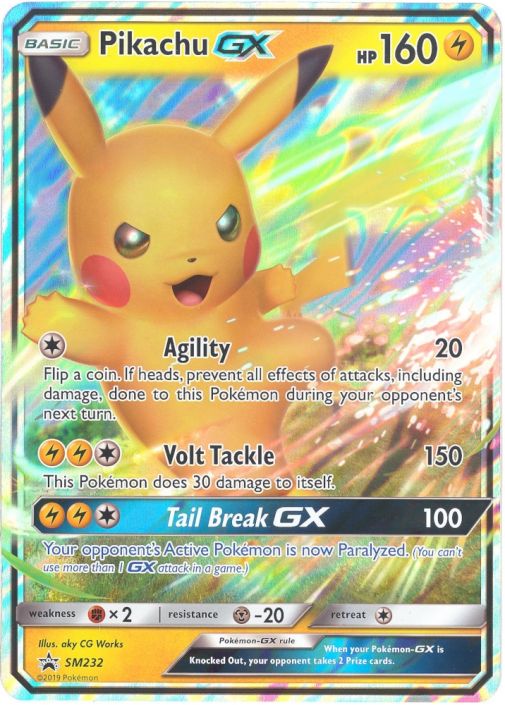 BASIC Pikachu GX HP160
Agility 20
Flip a coin. If heads, prevent all effects of attacks, including
damage, done to this Pokémon during your opponent's
next turn.
Volt Tackle 150
This Pokémon does 30 damage to itself.
Tail Break GX 100
Your opponent's Active Pokémon is now Paralyzed. (You can't
use more than 1 GX attack in a game.)
weakness ×2 resistance -20 retreat
Illus. aky CG Works
SM232
©2019 Pokémon
Pokémon-GX rule
When your Pokémon-GX is
Knocked Out, your opponent takes 2 Prize cards.